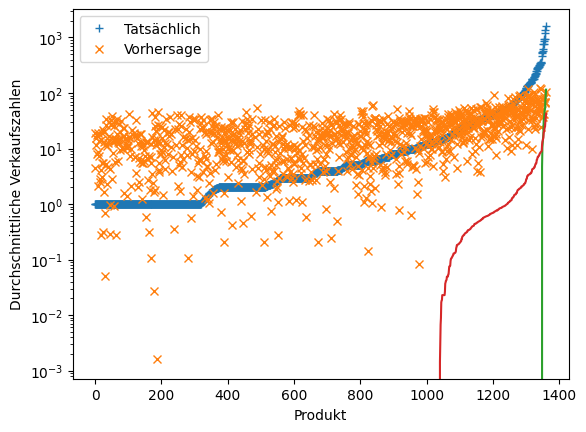 Tatsächlich
Vorhersage
Durchschnittliche Verkaufszahlen
10³
10²
10¹
10⁰
10⁻¹
10⁻²
10⁻³
0 200 400 600 800 1000 1200 1400
Produkt